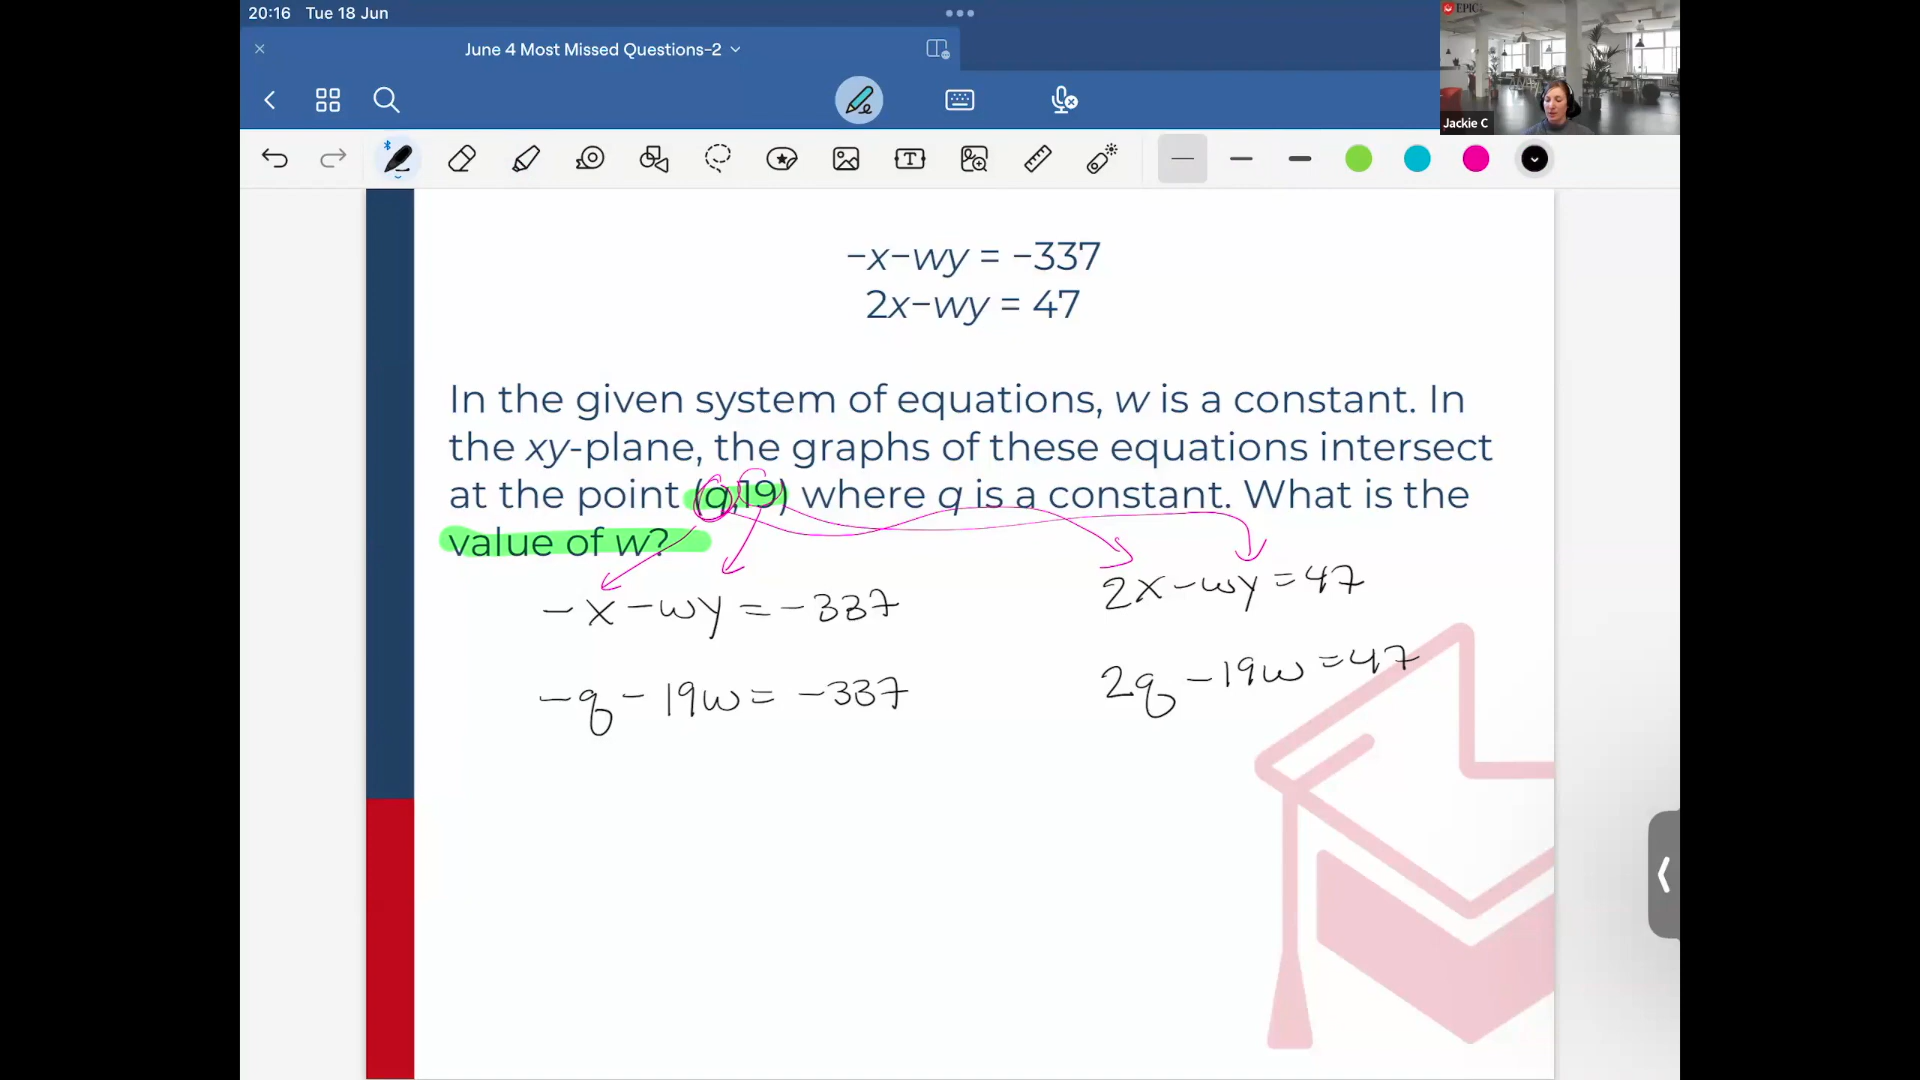 20:16 Tue 18 Jun
EPIC
June 4 Most Missed Questions-2
Jackie C
−x−wy = −337
2x−wy = 47
In the given system of equations, w is a constant. In
the xy-plane, the graphs of these equations intersect
at the point (q,19) where q is a constant. What is the
value of w?
−x−wy=−337
2x−wy=47
−q−19w=−337
2q−19w=47